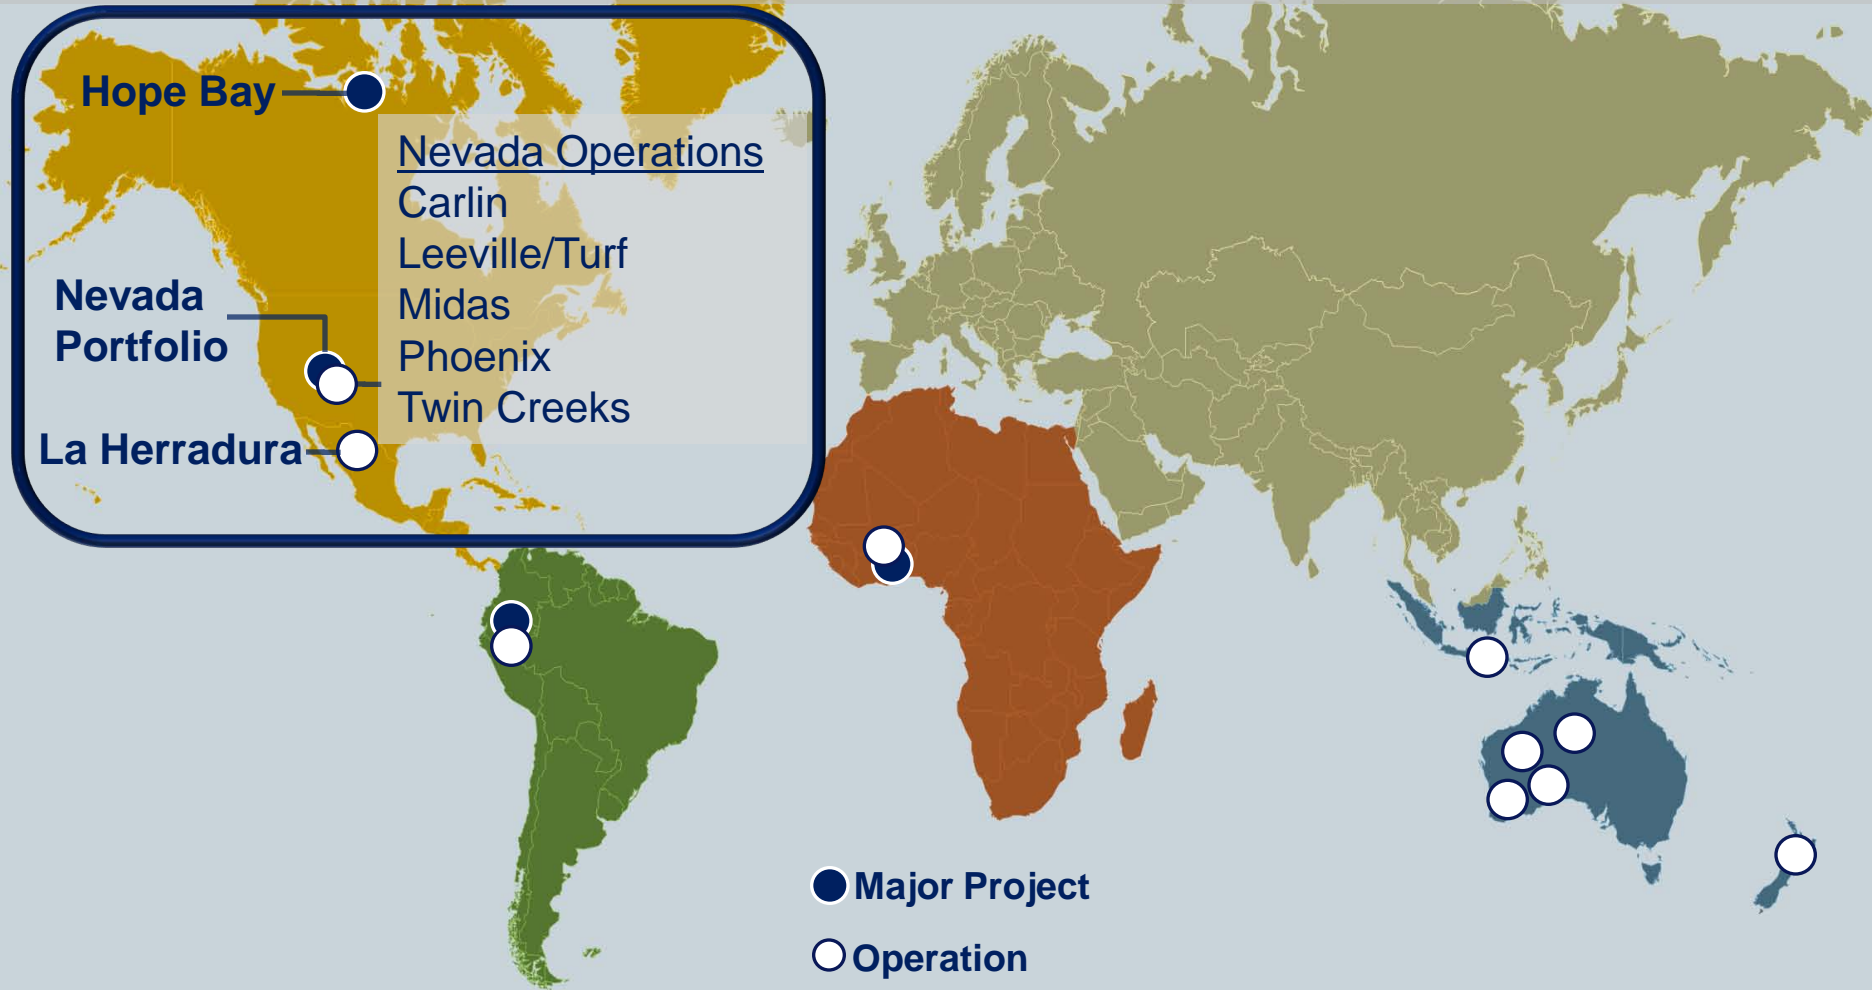 Hope Bay
Nevada Operations
Carlin
Leeville/Turf
Midas
Phoenix
Twin Creeks
Nevada
Portfolio
La Herradura
Major Project
Operation